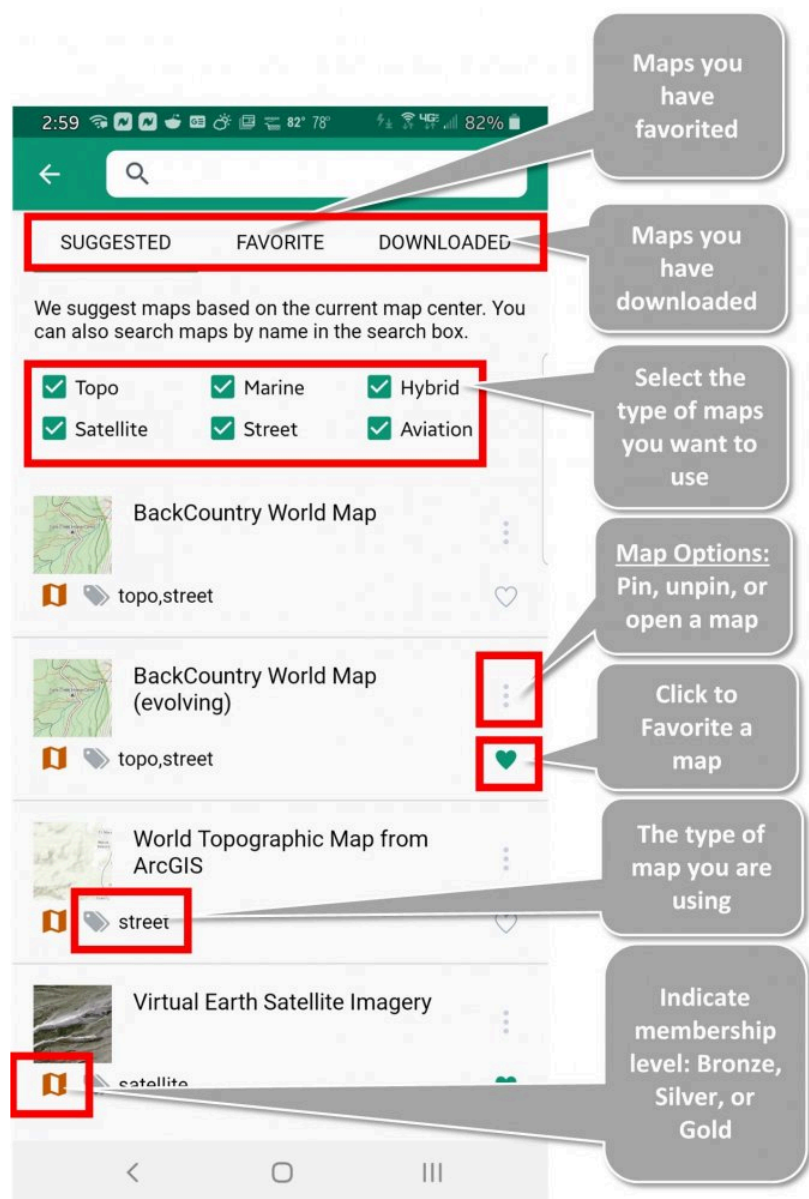 Maps you
have
favorited
2:59 82° 78° 4G 82%
SUGGESTED FAVORITE DOWNLOADED
Maps you
have
downloaded
We suggest maps based on the current map center. You
can also search maps by name in the search box.
Topo Marine Hybrid
Satellite Street Aviation
Select the
type of maps
you want to
use
BackCountry World Map
topo,street
Map Options:
Pin, unpin, or
open a map
BackCountry World Map
(evolving)
topo,street
Click to
Favorite a
map
World Topographic Map from
ArcGIS
street
The type of
map you are
using
Virtual Earth Satellite Imagery
satellite
Indicate
membership
level: Bronze,
Silver, or
Gold